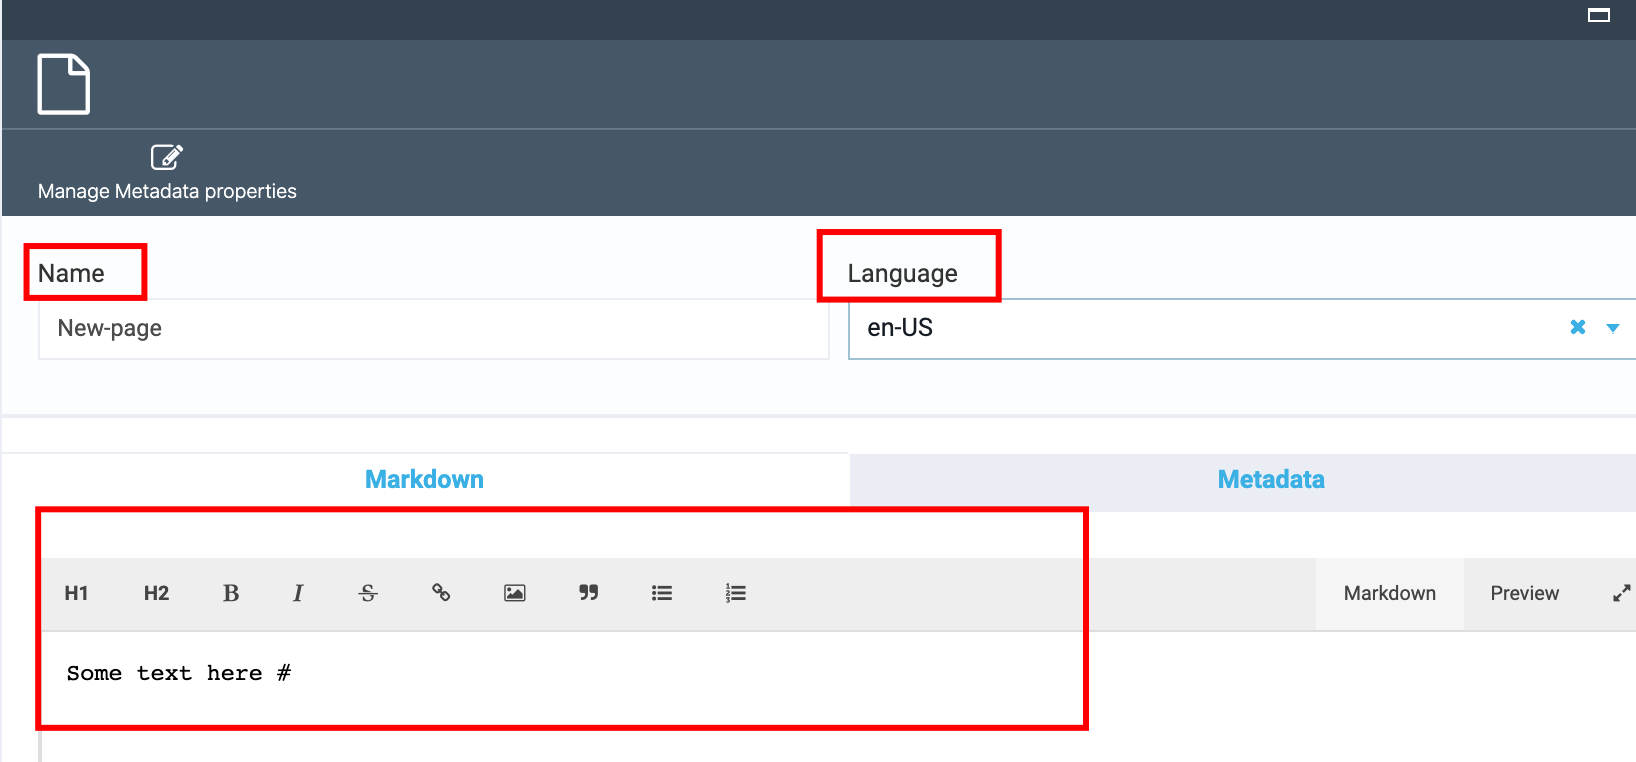 Manage Metadata properties
Name Language
New-page en-US
Markdown Metadata
H1 H2 B I S Markdown Preview
Some text here #